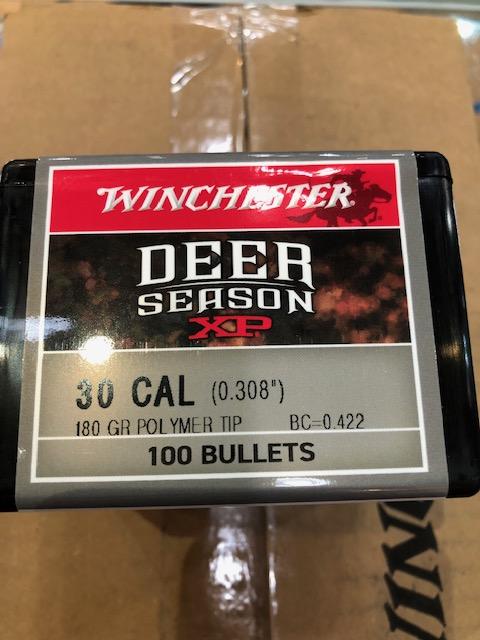 WINCHESTER
DEER
SEASON
XP
30 CAL (0.308")
180 GR POLYMER TIP BC=0.422
100 BULLETS